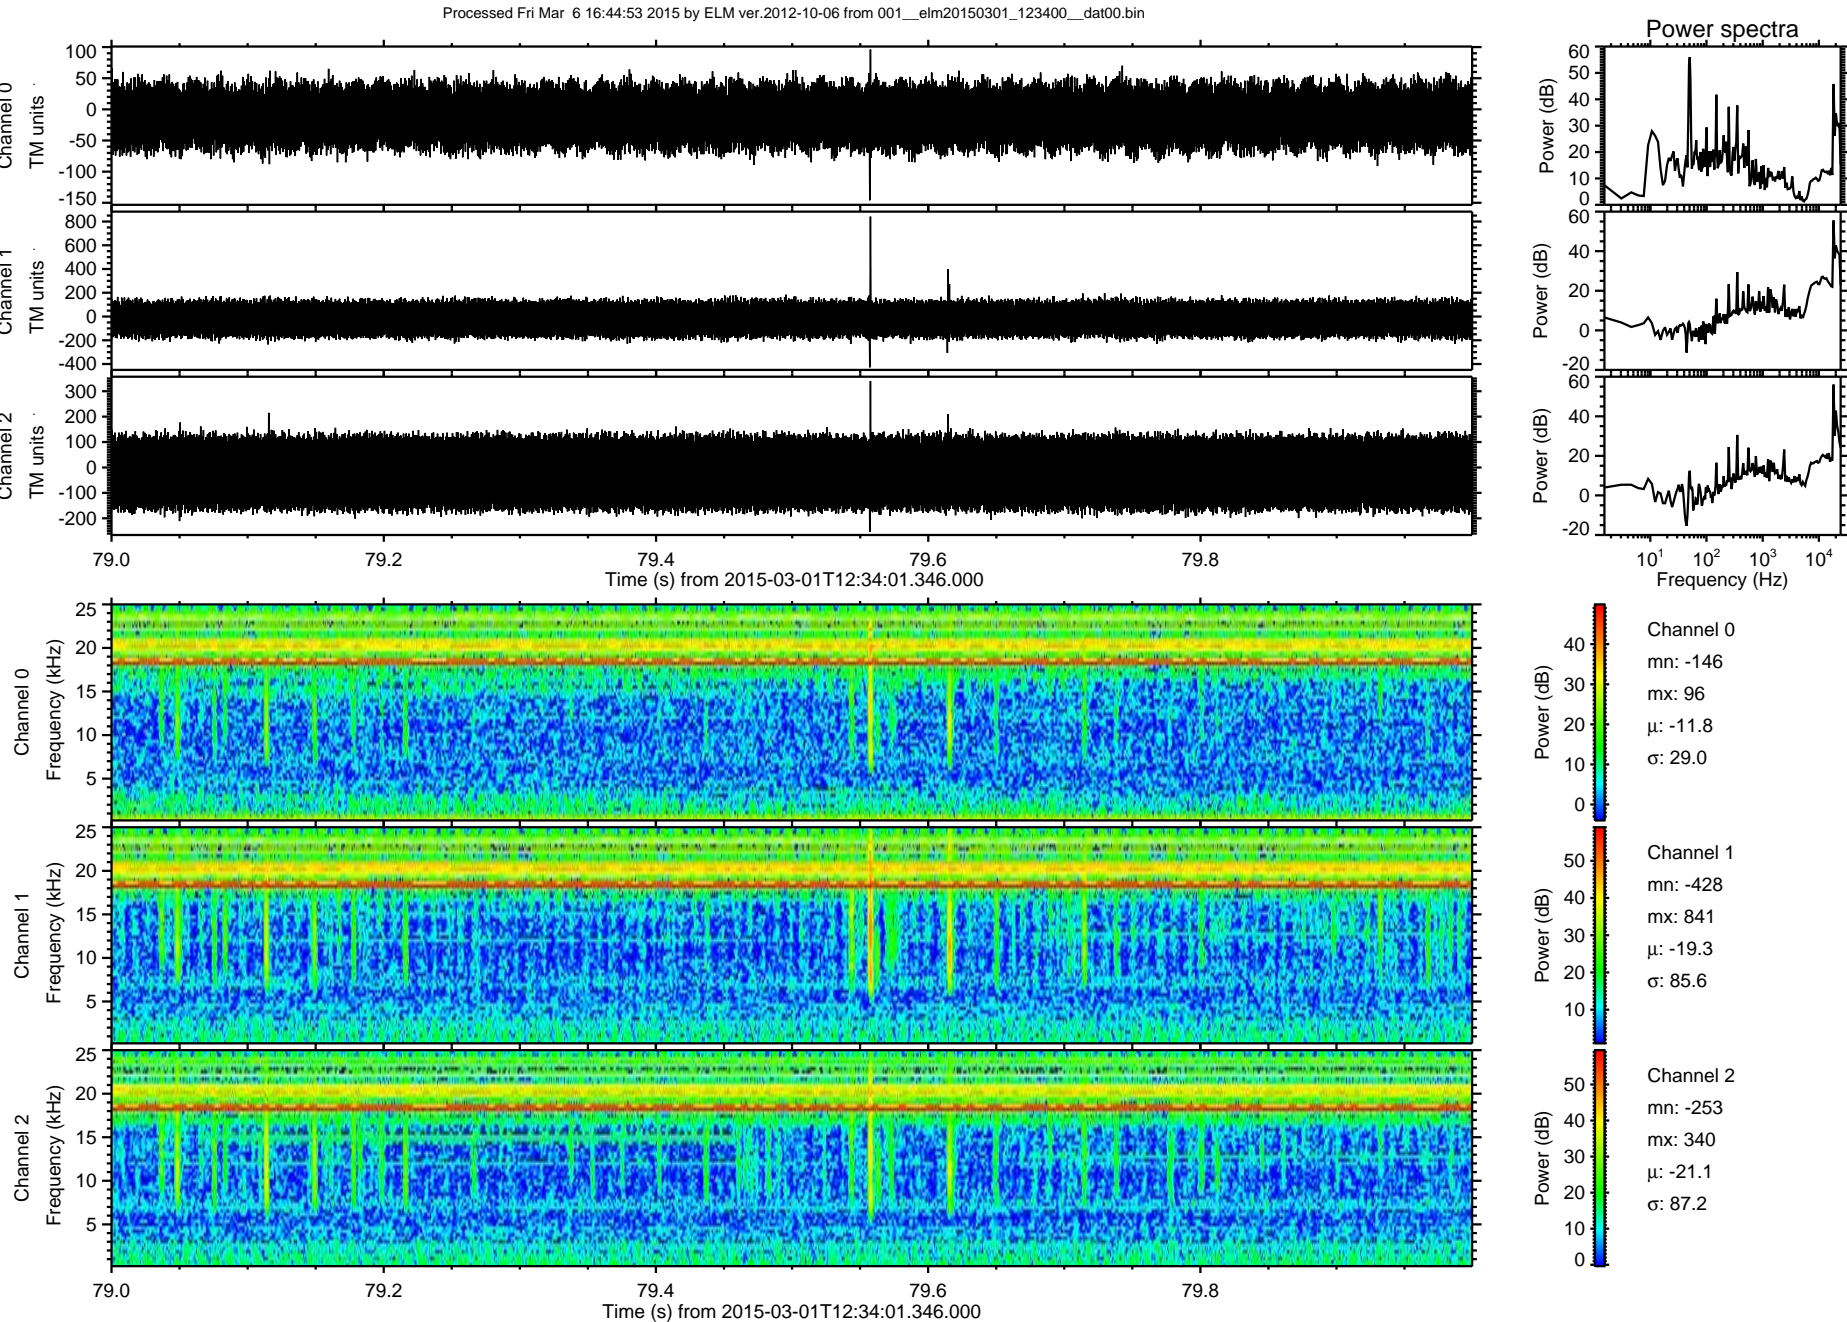 Processed Fri Mar 6 16:44:53 2015 by ELM ver.2012-10-06 from 001__elm20150301_123400__dat00.bin
Power spectra
Channel 0
TM units
100
50
0
-50
-100
-150
Power (dB)
60
50
40
30
20
10
0
Channel 1
TM units
800
600
400
200
0
-200
-400
Power (dB)
60
40
20
0
-20
Channel 2
TM units
300
200
100
0
-100
-200
Power (dB)
60
40
20
0
-20
79.0 79.2 79.4 79.6 79.8
Time (s) from 2015-03-01T12:34:01.346.000
10¹ 10² 10³ 10⁴
Frequency (Hz)
Channel 0
Frequency (kHz)
25
20
15
10
5
Power (dB)
40
30
20
10
0
Channel 0
mn: -146
mx: 96
μ: -11.8
σ: 29.0
Channel 1
Frequency (kHz)
25
20
15
10
5
Power (dB)
50
40
30
20
10
Channel 1
mn: -428
mx: 841
μ: -19.3
σ: 85.6
Channel 2
Frequency (kHz)
25
20
15
10
5
Power (dB)
50
40
30
20
10
0
Channel 2
mn: -253
mx: 340
μ: -21.1
σ: 87.2
79.0 79.2 79.4 79.6 79.8
Time (s) from 2015-03-01T12:34:01.346.000